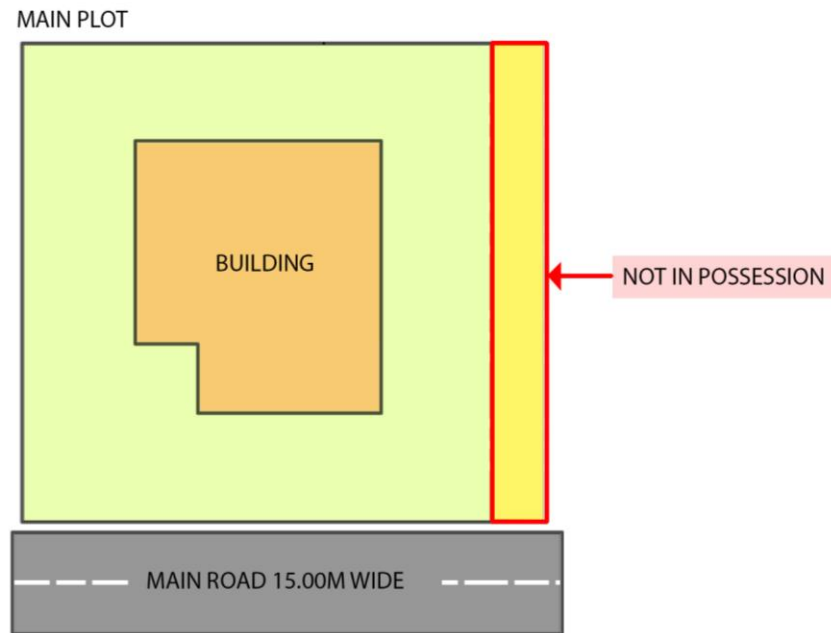 MAIN PLOT
BUILDING
NOT IN POSSESSION
MAIN ROAD 15.00M WIDE